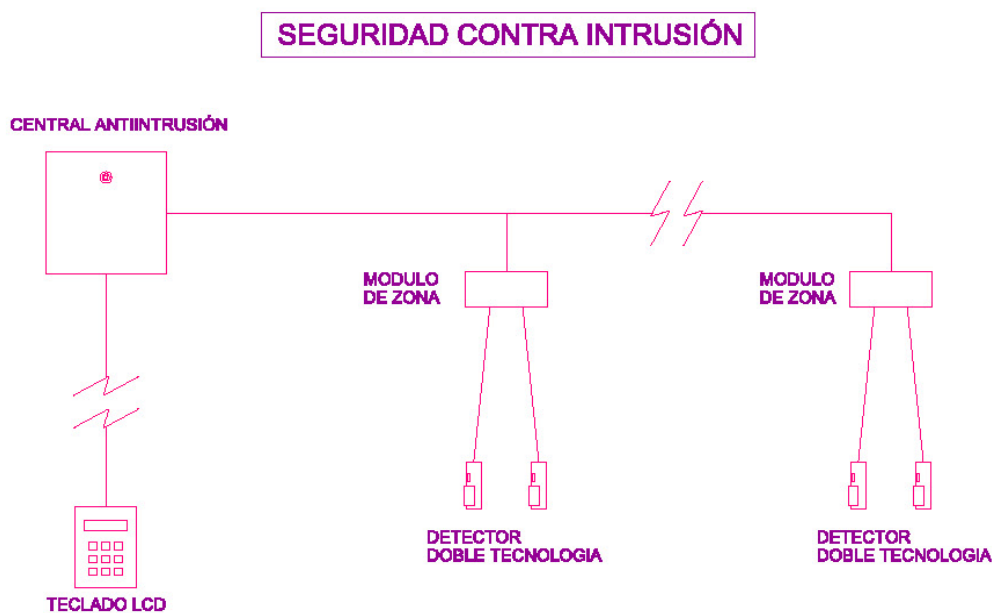 SEGURIDAD CONTRA INTRUSIÓN
CENTRAL ANTIINTRUSIÓN
MODULO
DE ZONA
MODULO
DE ZONA
DETECTOR
DOBLE TECNOLOGIA
DETECTOR
DOBLE TECNOLOGIA
TECLADO LCD